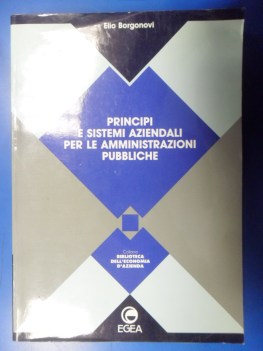 Elio Borgonovi
PRINCIPI
E SISTEMI AZIENDALI
PER LE AMMINISTRAZIONI
PUBBLICHE
Collana
BIBLIOTECA
DELL'ECONOMIA
D'AZIENDA
EGEA